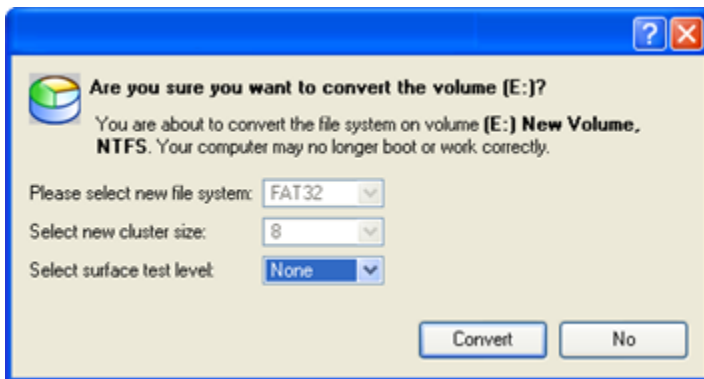 ?
Are you sure you want to convert the volume (E:)?
You are about to convert the file system on volume (E:) New Volume,
NTFS. Your computer may no longer boot or work correctly.
Please select new file system: FAT32
Select new cluster size: 8
Select surface test level: None
Convert No